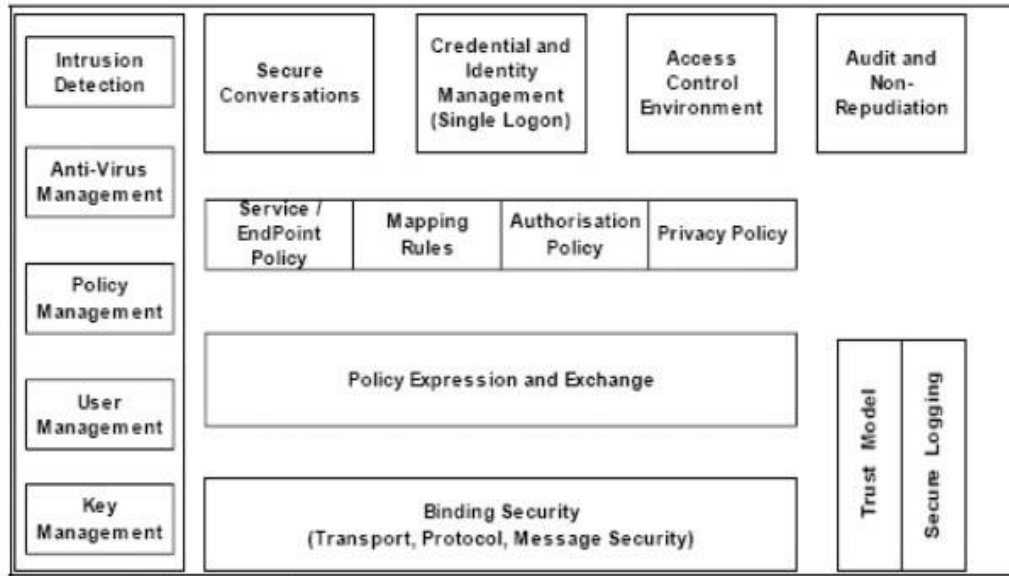 Intrusion
Detection
Anti-Virus
Management
Policy
Management
User
Management
Key
Management
Secure
Conversations
Credential and
Identity
Management
(Single Logon)
Access
Control
Environment
Audit and
Non-
Repudiation
Service /
EndPoint
Policy
Mapping
Rules
Authorisation
Policy
Privacy Policy
Policy Expression and Exchange
Binding Security
(Transport, Protocol, Message Security)
Trust Model
Secure Logging